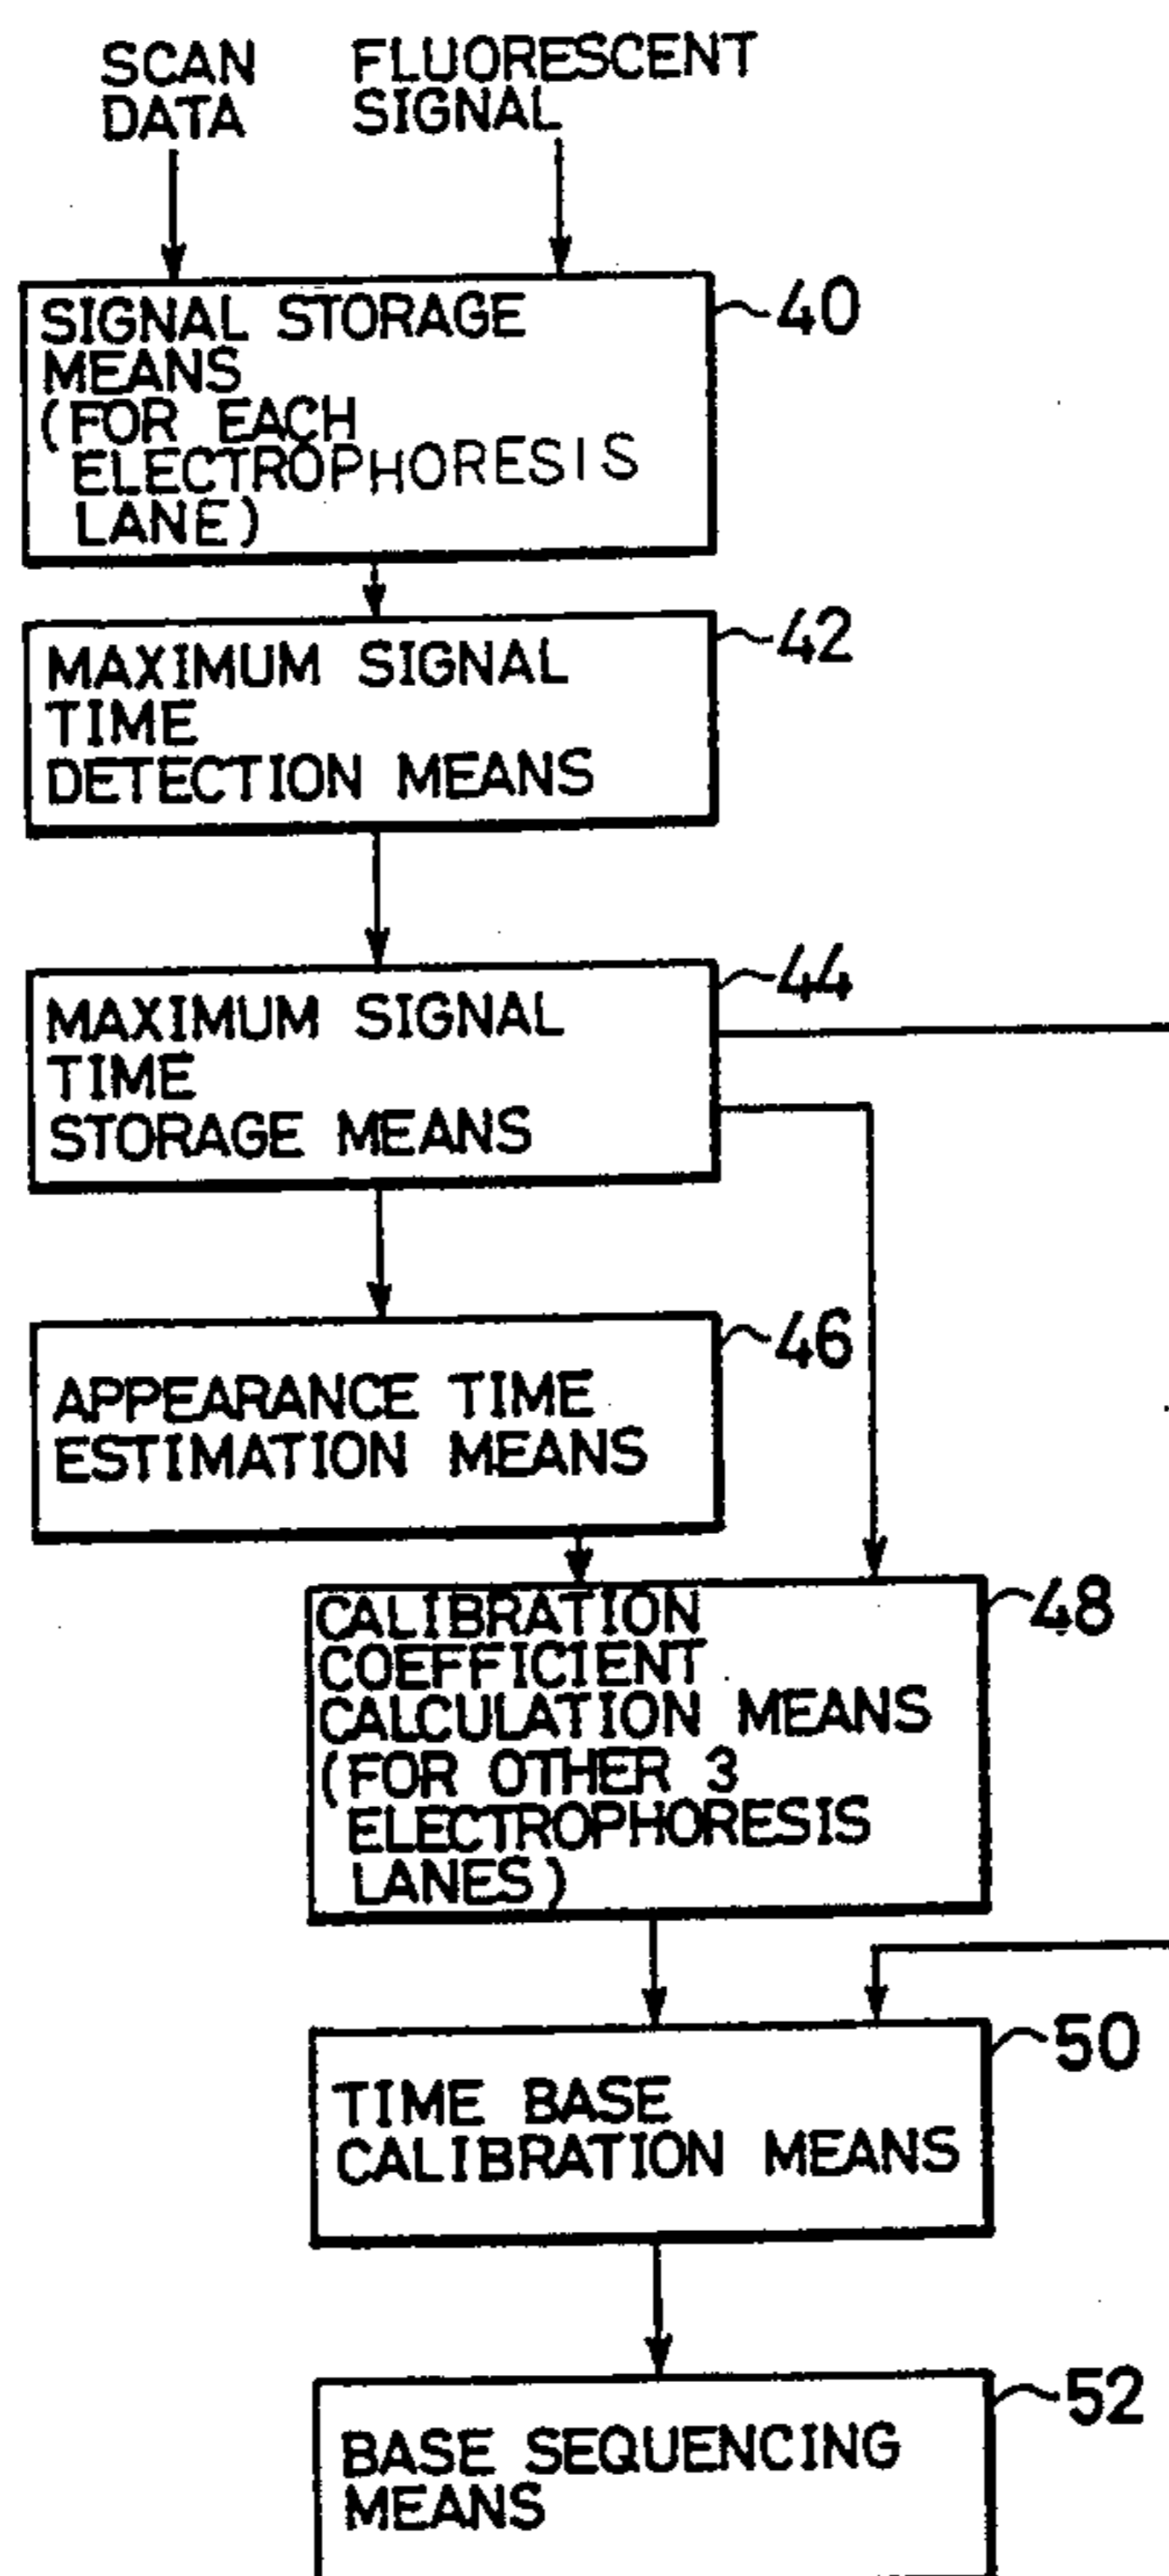 SCAN
DATA
FLUORESCENT
SIGNAL
SIGNAL STORAGE
MEANS
(FOR EACH
ELECTROPHORESIS
LANE)
40
MAXIMUM SIGNAL
TIME
DETECTION MEANS
42
MAXIMUM SIGNAL
TIME
STORAGE MEANS
44
APPEARANCE TIME
ESTIMATION MEANS
46
CALIBRATION
COEFFICIENT
CALCULATION MEANS
(FOR OTHER 3
ELECTROPHORESIS
LANES)
48
TIME BASE
CALIBRATION MEANS
50
BASE SEQUENCING
MEANS
52